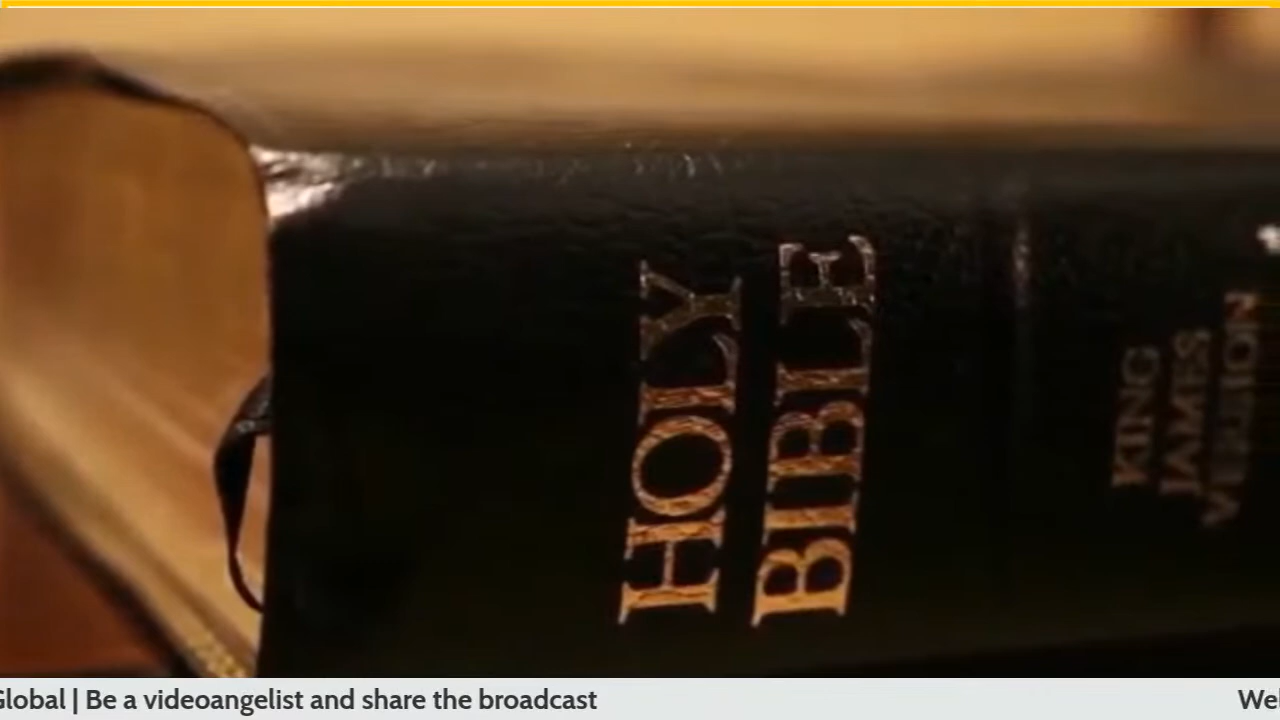 HOLY
BIBLE
KING
JAMES
VERSION
Global | Be a videoangelist and share the broadcast